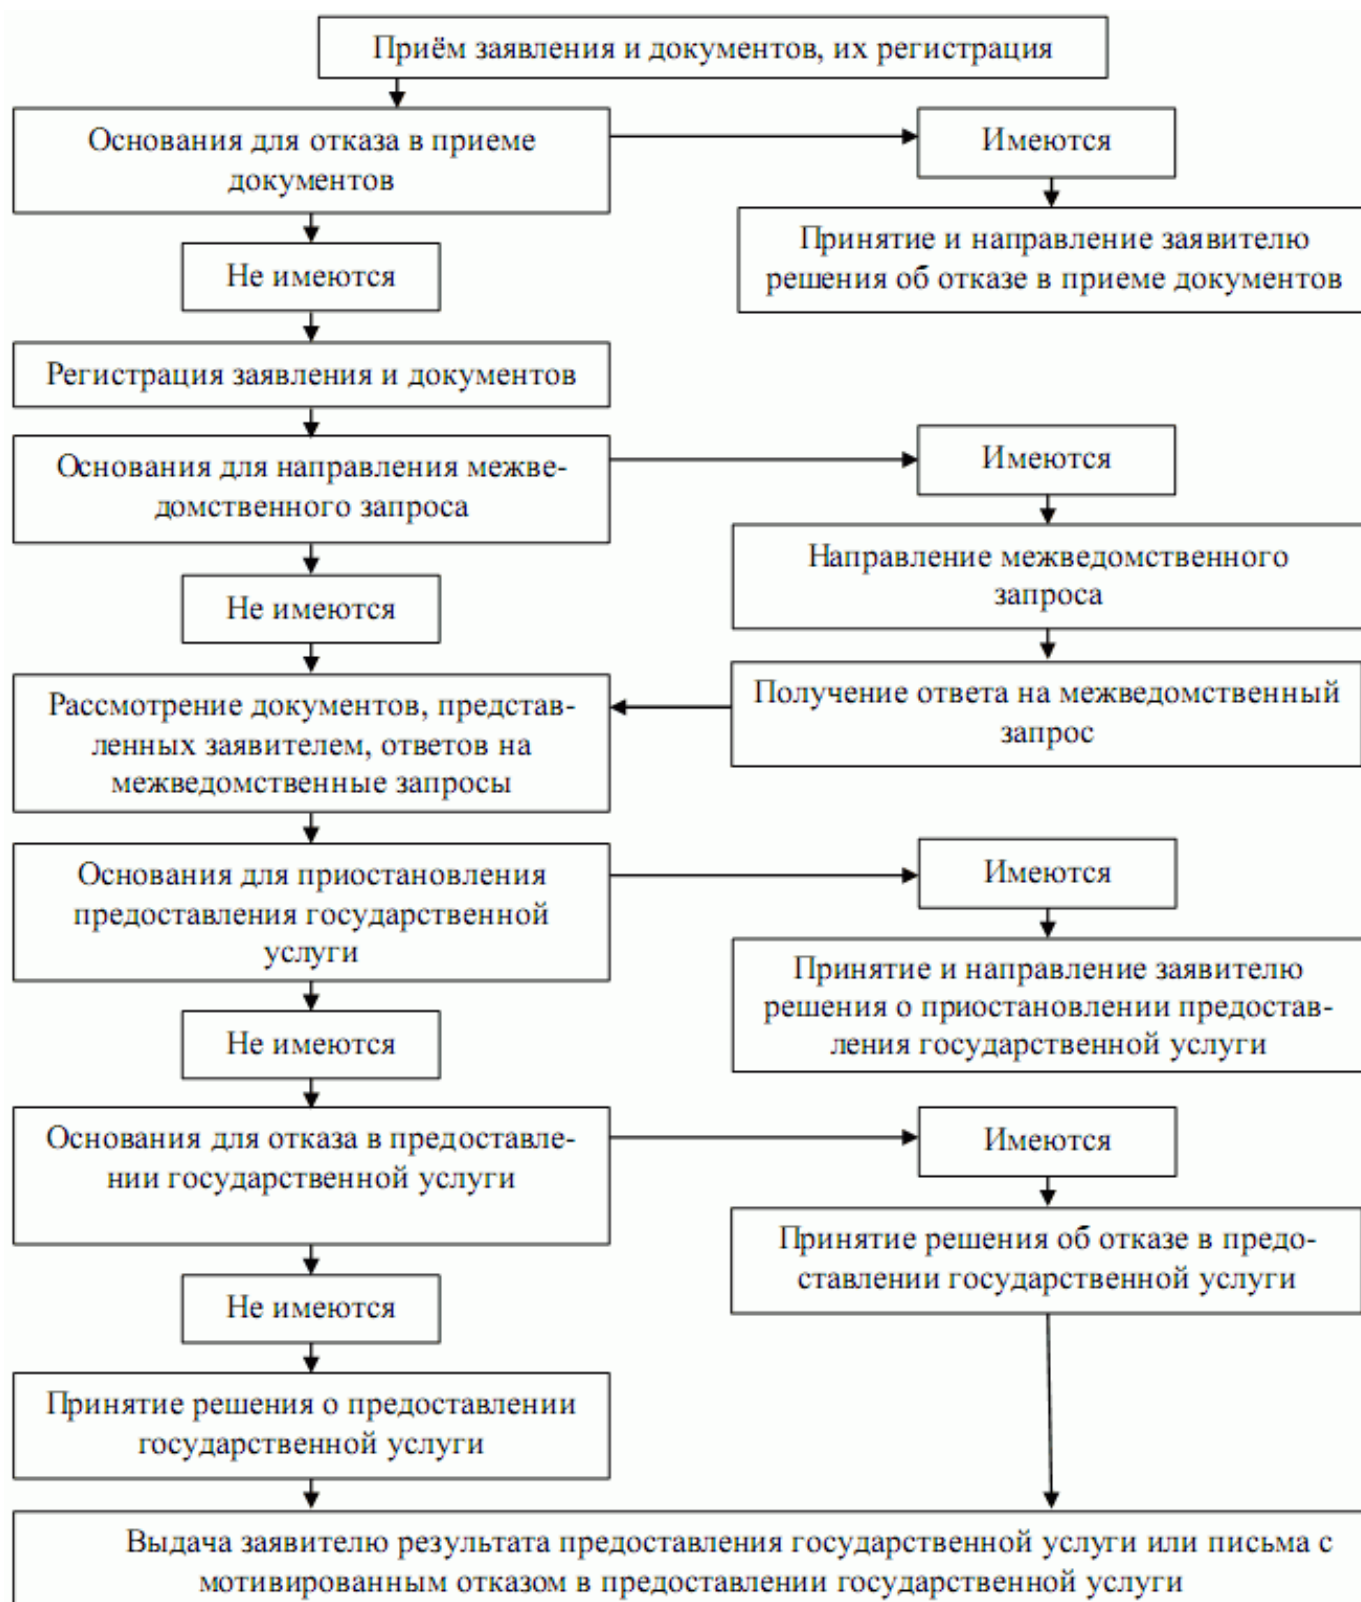 Приём заявления и документов, их регистрация
Основания для отказа в приеме
документов
Имеются
Принятие и направление заявителю
решения об отказе в приеме документов
Не имеются
Регистрация заявления и документов
Основания для направления межве-
домственного запроса
Имеются
Направление межведомственного
запроса
Не имеются
Получение ответа на межведомственный
запрос
Рассмотрение документов, представ-
ленных заявителем, ответов на
межведомственные запросы
Основания для приостановления
предоставления государственной
услуги
Имеются
Принятие и направление заявителю
решения о приостановлении предостав-
ления государственной услуги
Не имеются
Основания для отказа в предоставле-
нии государственной услуги
Имеются
Принятие решения об отказе в предо-
ставлении государственной услуги
Не имеются
Принятие решения о предоставлении
государственной услуги
Выдача заявителю результата предоставления государственной услуги или письма с
мотивированным отказом в предоставлении государственной услуги